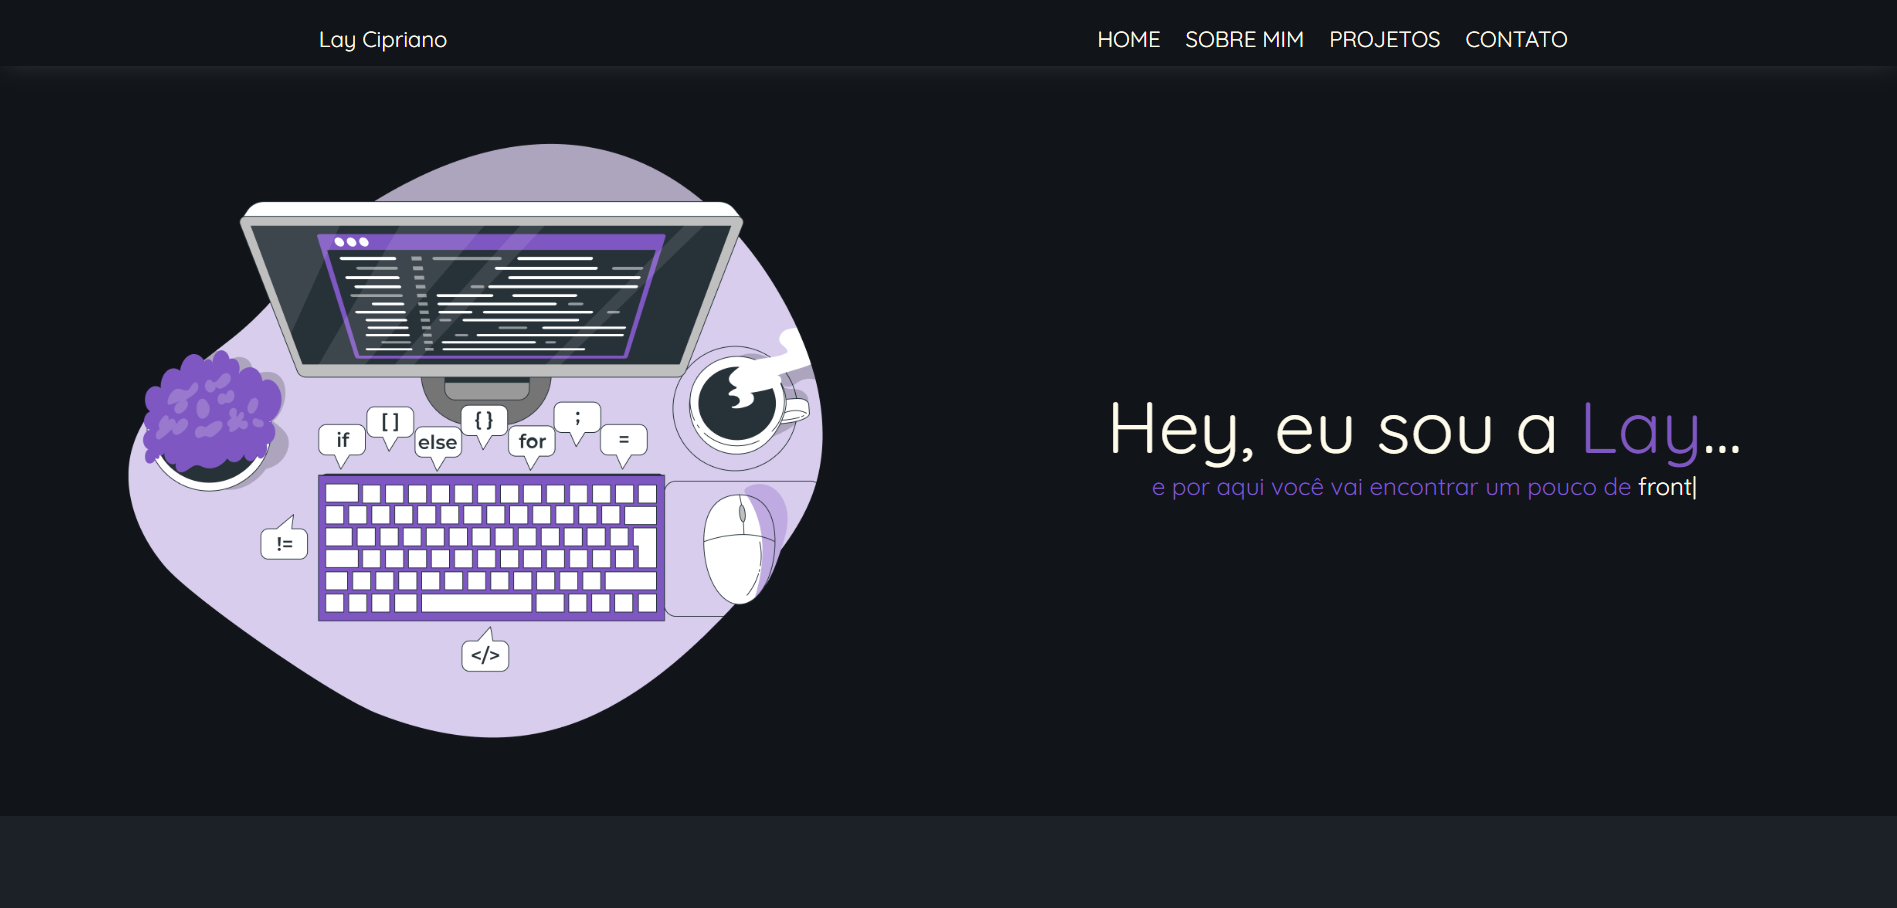 Lay Cipriano
HOME SOBRE MIM PROJETOS CONTATO
if [ ] else { } for ; =
!=
</>
Hey, eu sou a Lay...
e por aqui você vai encontrar um pouco de front|